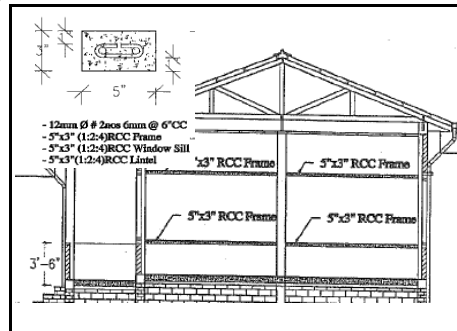 3"
5"
- 12mm Ø # 2nos 6mm @ 6"CC
- 5"x3" (1:2:4)RCC Frame
- 5"x3" (1:2:4)RCC Window Sill
- 5"x3"(1:2:4)RCC Lintel
'x3" RCC Frame
5"x3" RCC Frame
5"x3" RCC Frame
5"x3" RCC Frame
3'-6"